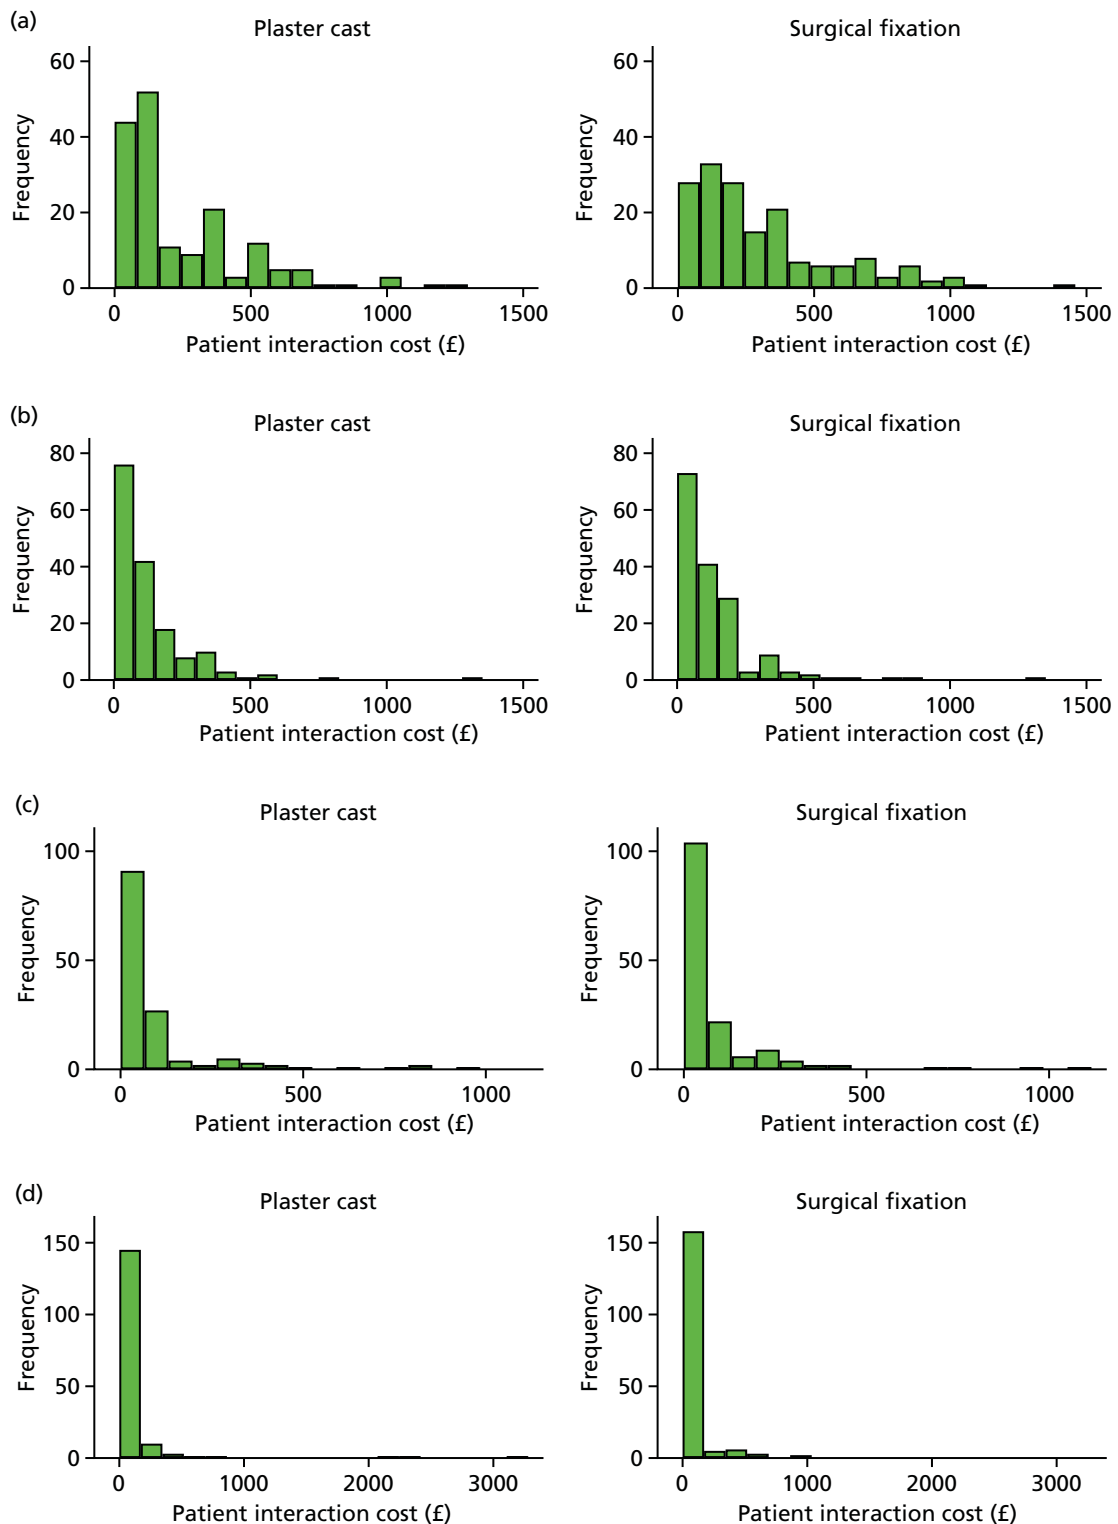 (a)
Plaster cast
Surgical fixation
60
40
20
0
Frequency
0 500 1000 1500
Patient interaction cost (£)
60
40
20
0
Frequency
0 500 1000 1500
Patient interaction cost (£)
(b)
Plaster cast
Surgical fixation
80
60
40
20
0
Frequency
0 500 1000 1500
Patient interaction cost (£)
80
60
40
20
0
Frequency
0 500 1000 1500
Patient interaction cost (£)
(c)
Plaster cast
Surgical fixation
100
50
0
Frequency
0 500 1000
Patient interaction cost (£)
100
50
0
Frequency
0 500 1000
Patient interaction cost (£)
(d)
Plaster cast
Surgical fixation
150
100
50
0
Frequency
0 1000 2000 3000
Patient interaction cost (£)
150
100
50
0
Frequency
0 1000 2000 3000
Patient interaction cost (£)